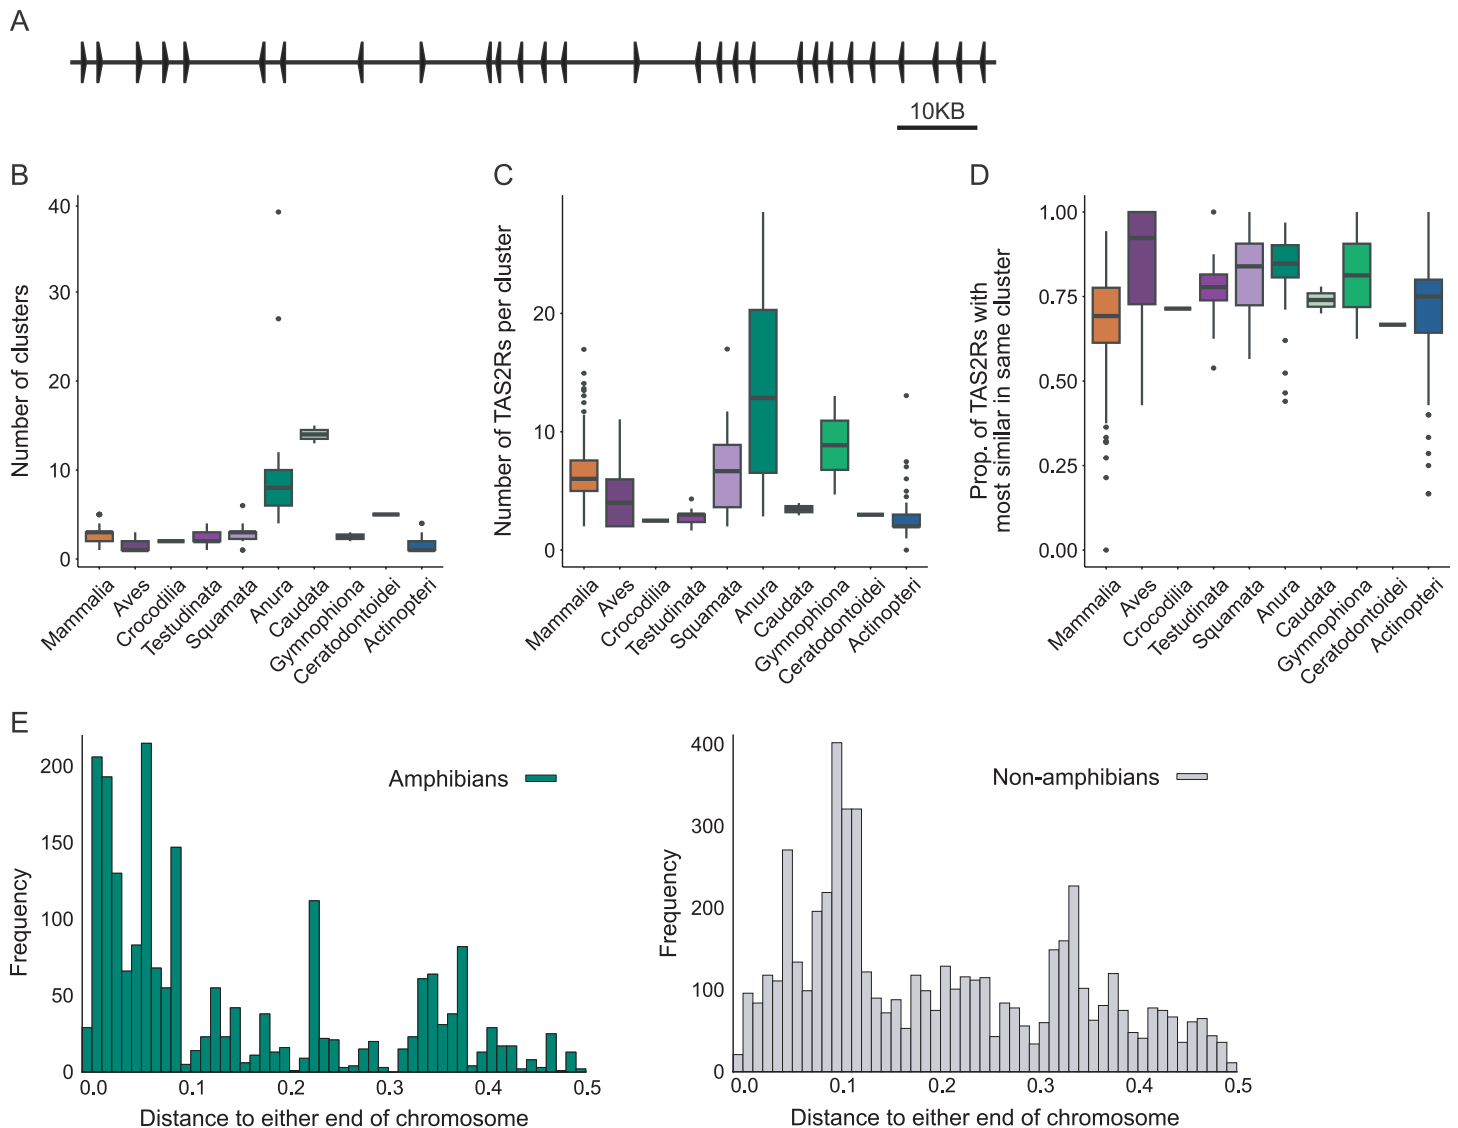 A
10KB
B
Number of clusters
40
30
20
10
0
Mammalia
Aves
Crocodilia
Testudinata
Squamata
Anura
Caudata
Gymnophiona
Ceratodontoidei
Actinopteri
C
Number of TAS2Rs per cluster
20
10
0
Mammalia
Aves
Crocodilia
Testudinata
Squamata
Anura
Caudata
Gymnophiona
Ceratodontoidei
Actinopteri
D
Prop. of TAS2Rs with
most similar in same cluster
1.00
0.75
0.50
0.25
0.00
Mammalia
Aves
Crocodilia
Testudinata
Squamata
Anura
Caudata
Gymnophiona
Ceratodontoidei
Actinopteri
E
Frequency
200
150
100
50
0
Amphibians
0.0 0.1 0.2 0.3 0.4 0.5
Distance to either end of chromosome
Frequency
400
300
200
100
0
Non-amphibians
0.0 0.1 0.2 0.3 0.4 0.5
Distance to either end of chromosome